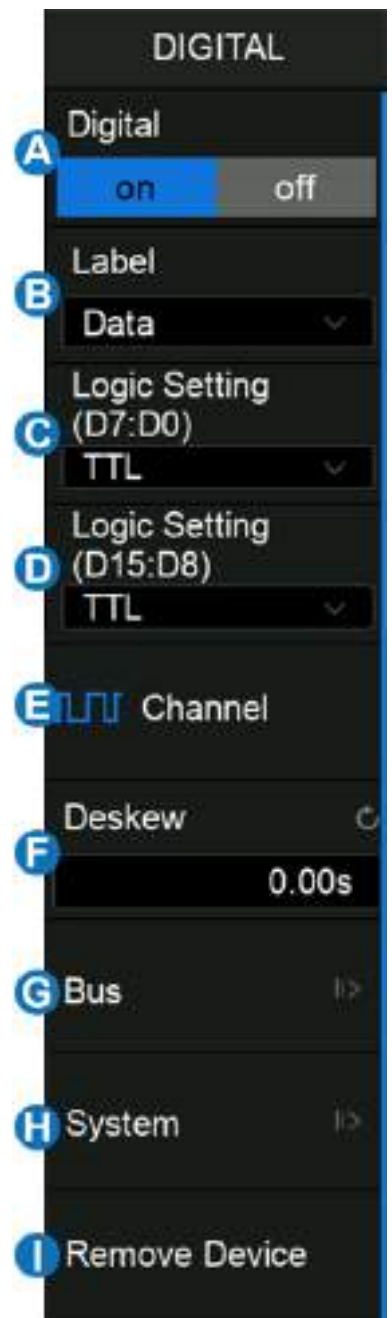 DIGITAL
Digital
A
on off
Label
B
Data
Logic Setting
C (D7:D0)
TTL
Logic Setting
D (D15:D8)
TTL
E Channel
Deskew
F
0.00s
G Bus
H System
I Remove Device